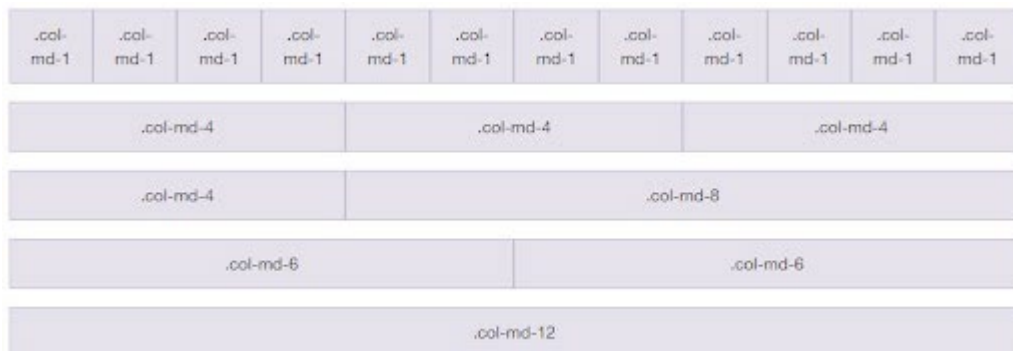 .col- .col- .col- .col- .col- .col- .col- .col- .col- .col- .col- .col-
md-1 md-1 md-1 md-1 md-1 md-1 md-1 md-1 md-1 md-1 md-1 md-1
.col-md-4 .col-md-4 .col-md-4
.col-md-4 .col-md-8
.col-md-6 .col-md-6
.col-md-12